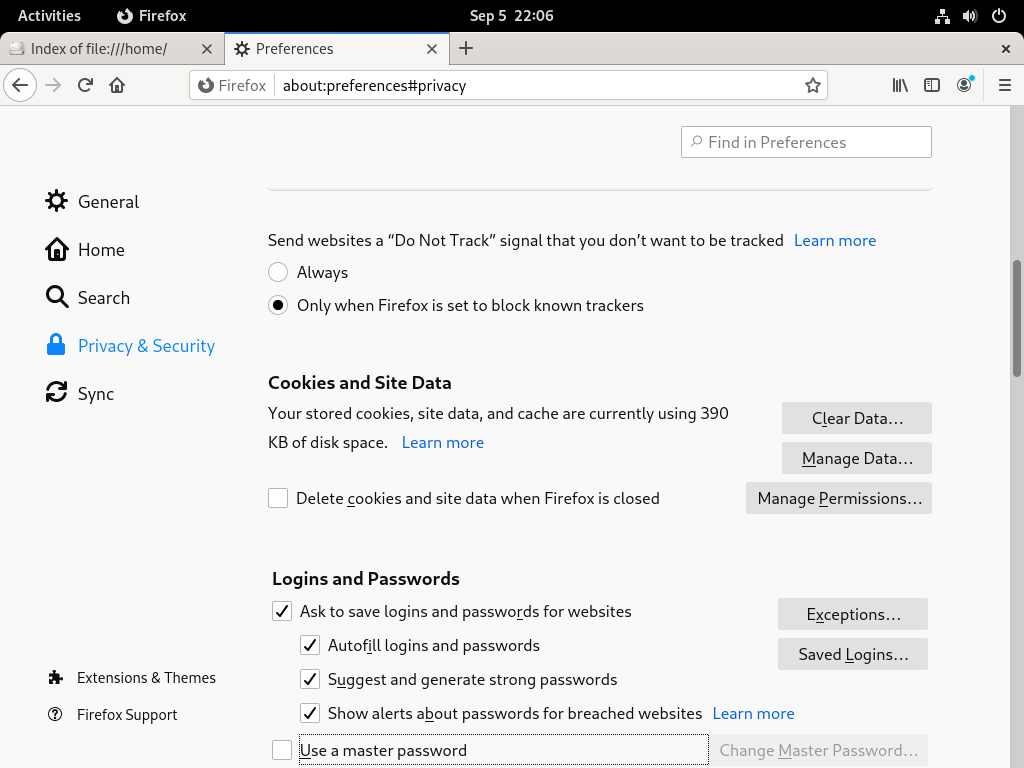 Activities Firefox Sep 5 22:06
Index of file:///home/ Preferences
Firefox about:preferences#privacy
Find in Preferences
General
Home
Search
Privacy & Security
Sync
Extensions & Themes
Firefox Support
Send websites a “Do Not Track” signal that you don’t want to be tracked Learn more
Always
Only when Firefox is set to block known trackers
Cookies and Site Data
Your stored cookies, site data, and cache are currently using 390
KB of disk space. Learn more
Clear Data…
Manage Data…
Delete cookies and site data when Firefox is closed
Manage Permissions…
Logins and Passwords
Ask to save logins and passwords for websites
Exceptions…
Autofill logins and passwords
Saved Logins…
Suggest and generate strong passwords
Show alerts about passwords for breached websites Learn more
Use a master password
Change Master Password…